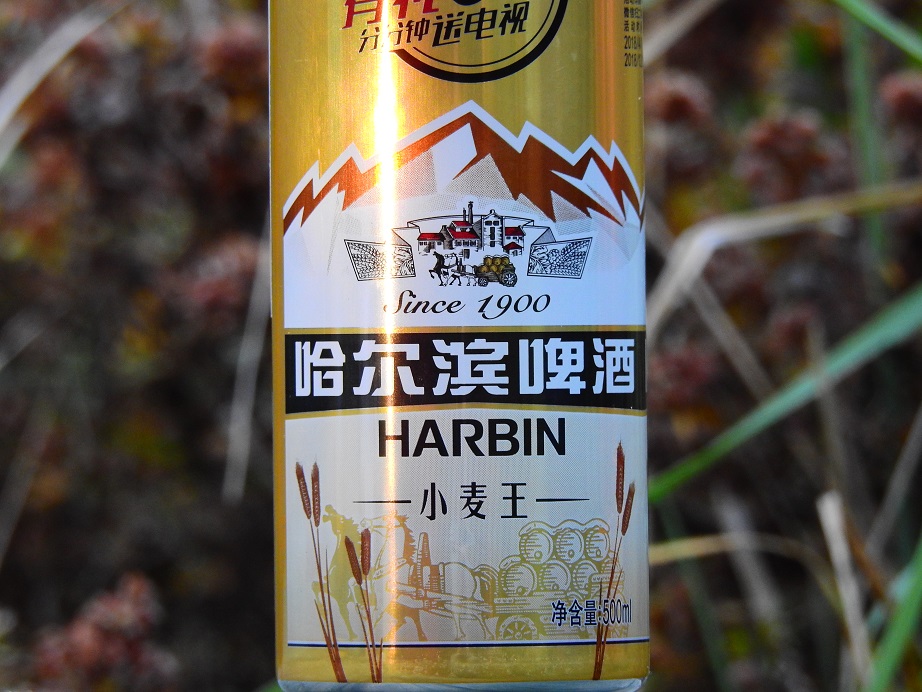 分分钟送电视
Since 1900
哈尔滨啤酒
HARBIN
小麦王
净含量:500ml